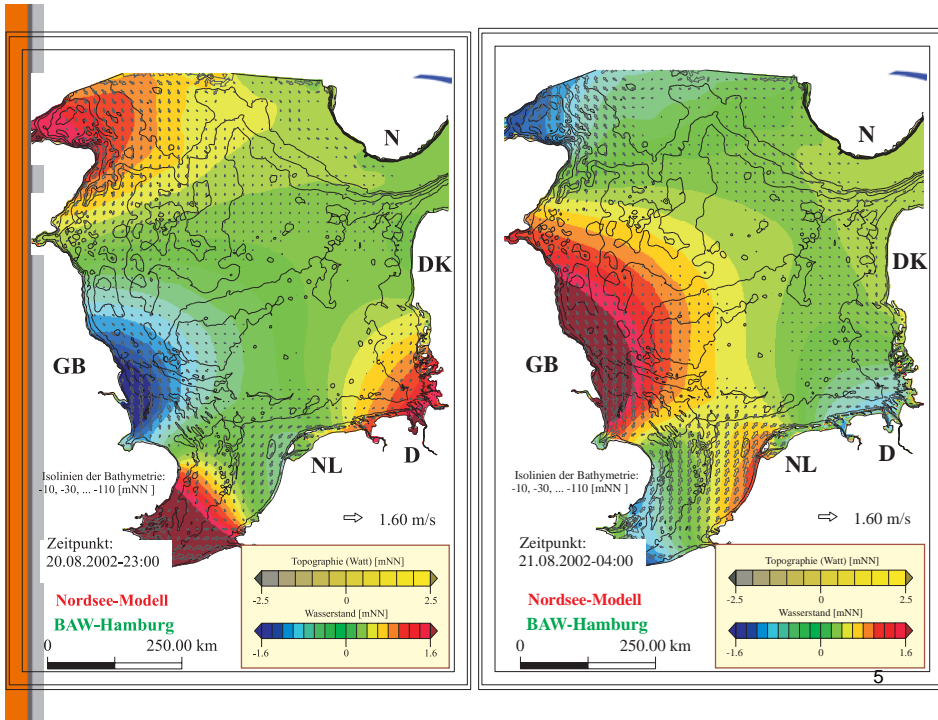 N
DK
GB
NL
D
Isolinien der Bathymetrie:
-10, -30, ... -110 [mNN ]
1.60 m/s
Zeitpunkt:
20.08.2002-23:00
Topographie (Watt) [mNN]
-2.5 0 2.5
Nordsee-Modell
Wasserstand [mNN]
BAW-Hamburg
-1.6 0 1.6
0 250.00 km
N
DK
GB
NL
D
Isolinien der Bathymetrie:
-10, -30, ... -110 [mNN ]
1.60 m/s
Zeitpunkt:
21.08.2002-04:00
Topographie (Watt) [mNN]
-2.5 0 2.5
Nordsee-Modell
Wasserstand [mNN]
BAW-Hamburg
-1.6 0 1.6
0 250.00 km
5